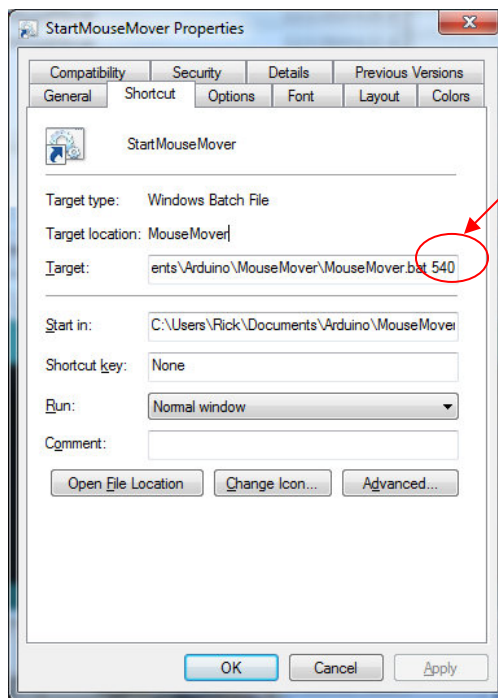 StartMouseMover Properties
Compatibility Security Details Previous Versions
General Shortcut Options Font Layout Colors
StartMouseMover
Target type: Windows Batch File
Target location: MouseMover
Target: ents\Arduino\MouseMover\MouseMover.bat 540
Start in: C:\Users\Rick\Documents\Arduino\MouseMover
Shortcut key: None
Run: Normal window
Comment:
Open File Location Change Icon... Advanced...
OK Cancel Apply